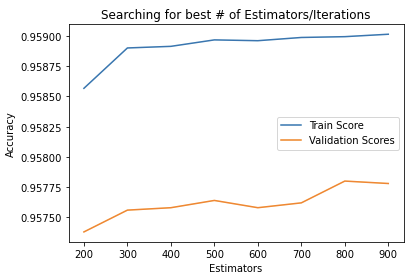 Searching for best # of Estimators/Iterations
Accuracy
0.95900
0.95875
0.95850
0.95825
0.95800
0.95775
0.95750
Train Score
Validation Scores
200 300 400 500 600 700 800 900
Estimators